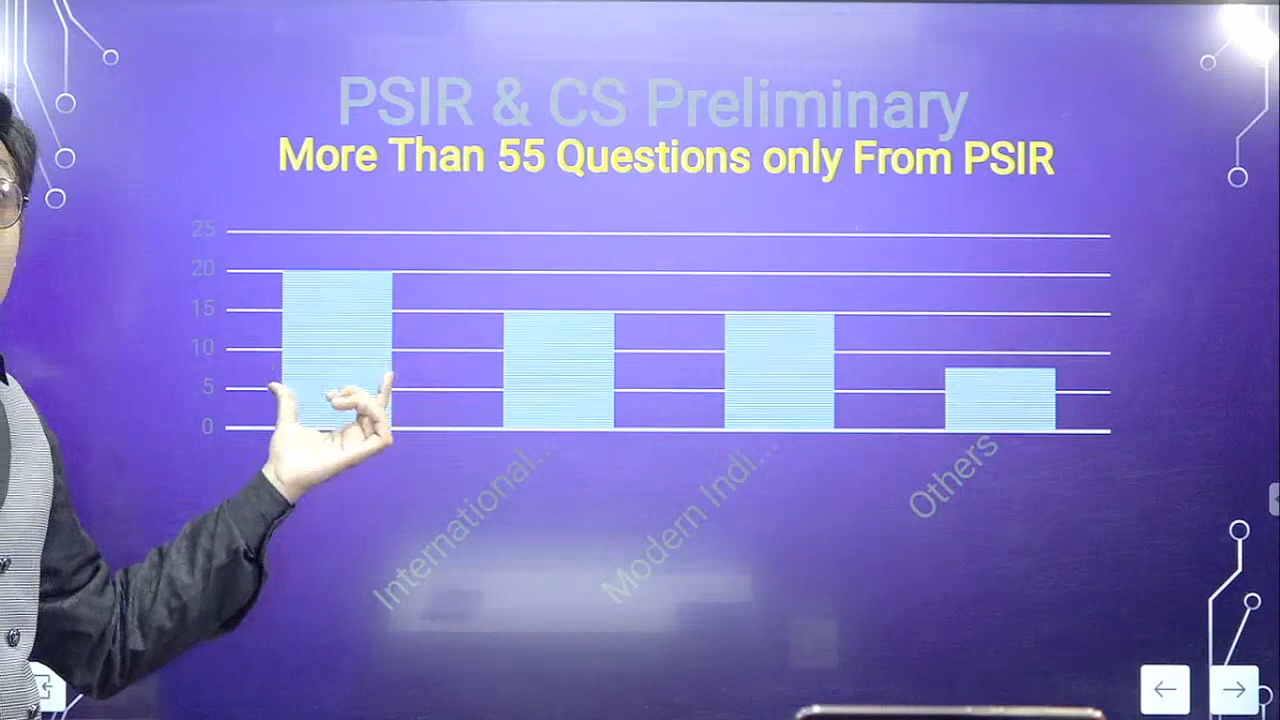 PSIR & CS Preliminary
More Than 55 Questions only From PSIR
25
20
15
10
5
0
International...
Modern Indi...
Others